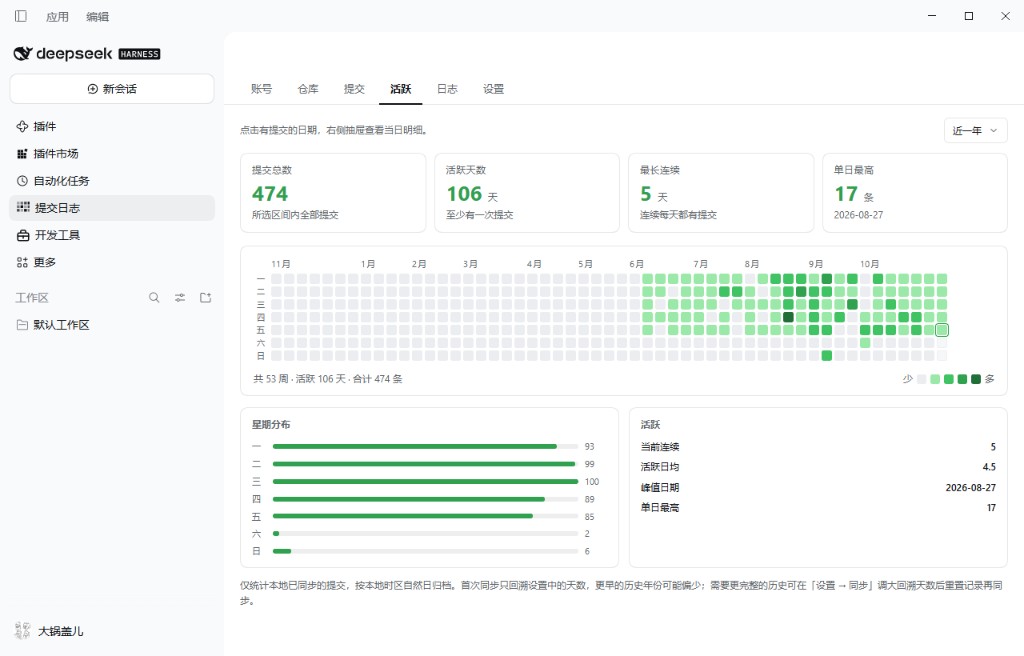 应用 编辑
deepseek HARNESS
新会话
插件
插件市场
自动化任务
提交日志
开发工具
更多
工作区
默认工作区
大锅盖儿
账号 仓库 提交 活跃 日志 设置
点击有提交的日期，右侧抽屉查看当日明细。
近一年
提交总数
474
所选区间内全部提交
活跃天数
106 天
至少有一次提交
最长连续
5 天
连续每天都有提交
单日最高
17 条
2026-08-27
11月 1月 2月 3月 4月 5月 6月 7月 8月 9月 10月
一
二
三
四
五
六
日
共 53 周 · 活跃 106 天 · 合计 474 条
少 多
星期分布
一 93
二 99
三 100
四 89
五 85
六 2
日 6
活跃
当前连续 5
活跃日均 4.5
峰值日期 2026-08-27
单日最高 17
仅统计本地已同步的提交，按本地时区自然日归档。首次同步只回溯设置中的天数，更早的历史年份可能偏少；需要更完整的历史可在「设置 → 同步」调大回溯天数后重置记录再同
步。